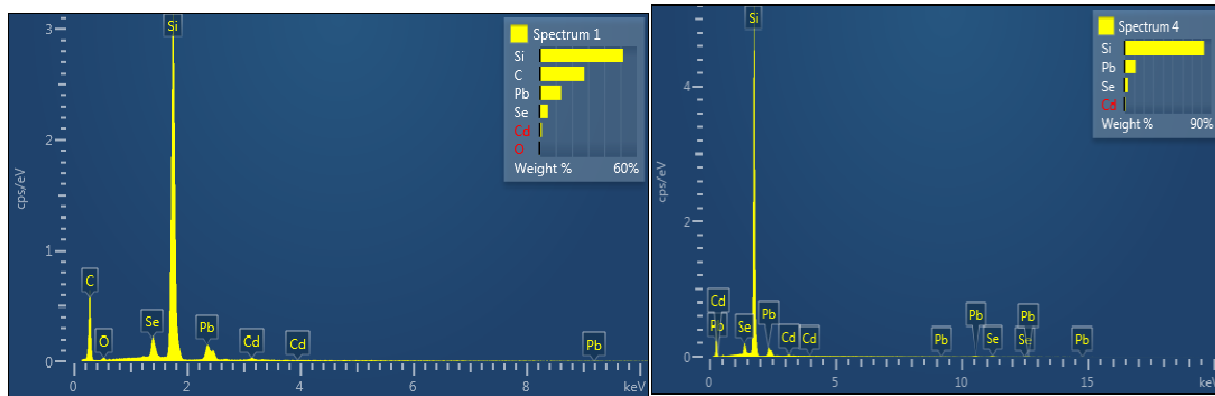 Spectrum 1
Si
C
Pb
Se
Cd
O
Weight % 60%
3
2
1
0
cps/eV
Si
C
O
Se
Pb
Cd
Cd
Pb
0 2 4 6 8 keV
Spectrum 4
Si
Pb
Se
Cd
Weight % 90%
4
2
0
cps/eV
Si
Cd
Pb
Se
Pb
Cd
Cd
Pb
Pb
Se
Pb
Se
Pb
0 5 10 15 keV